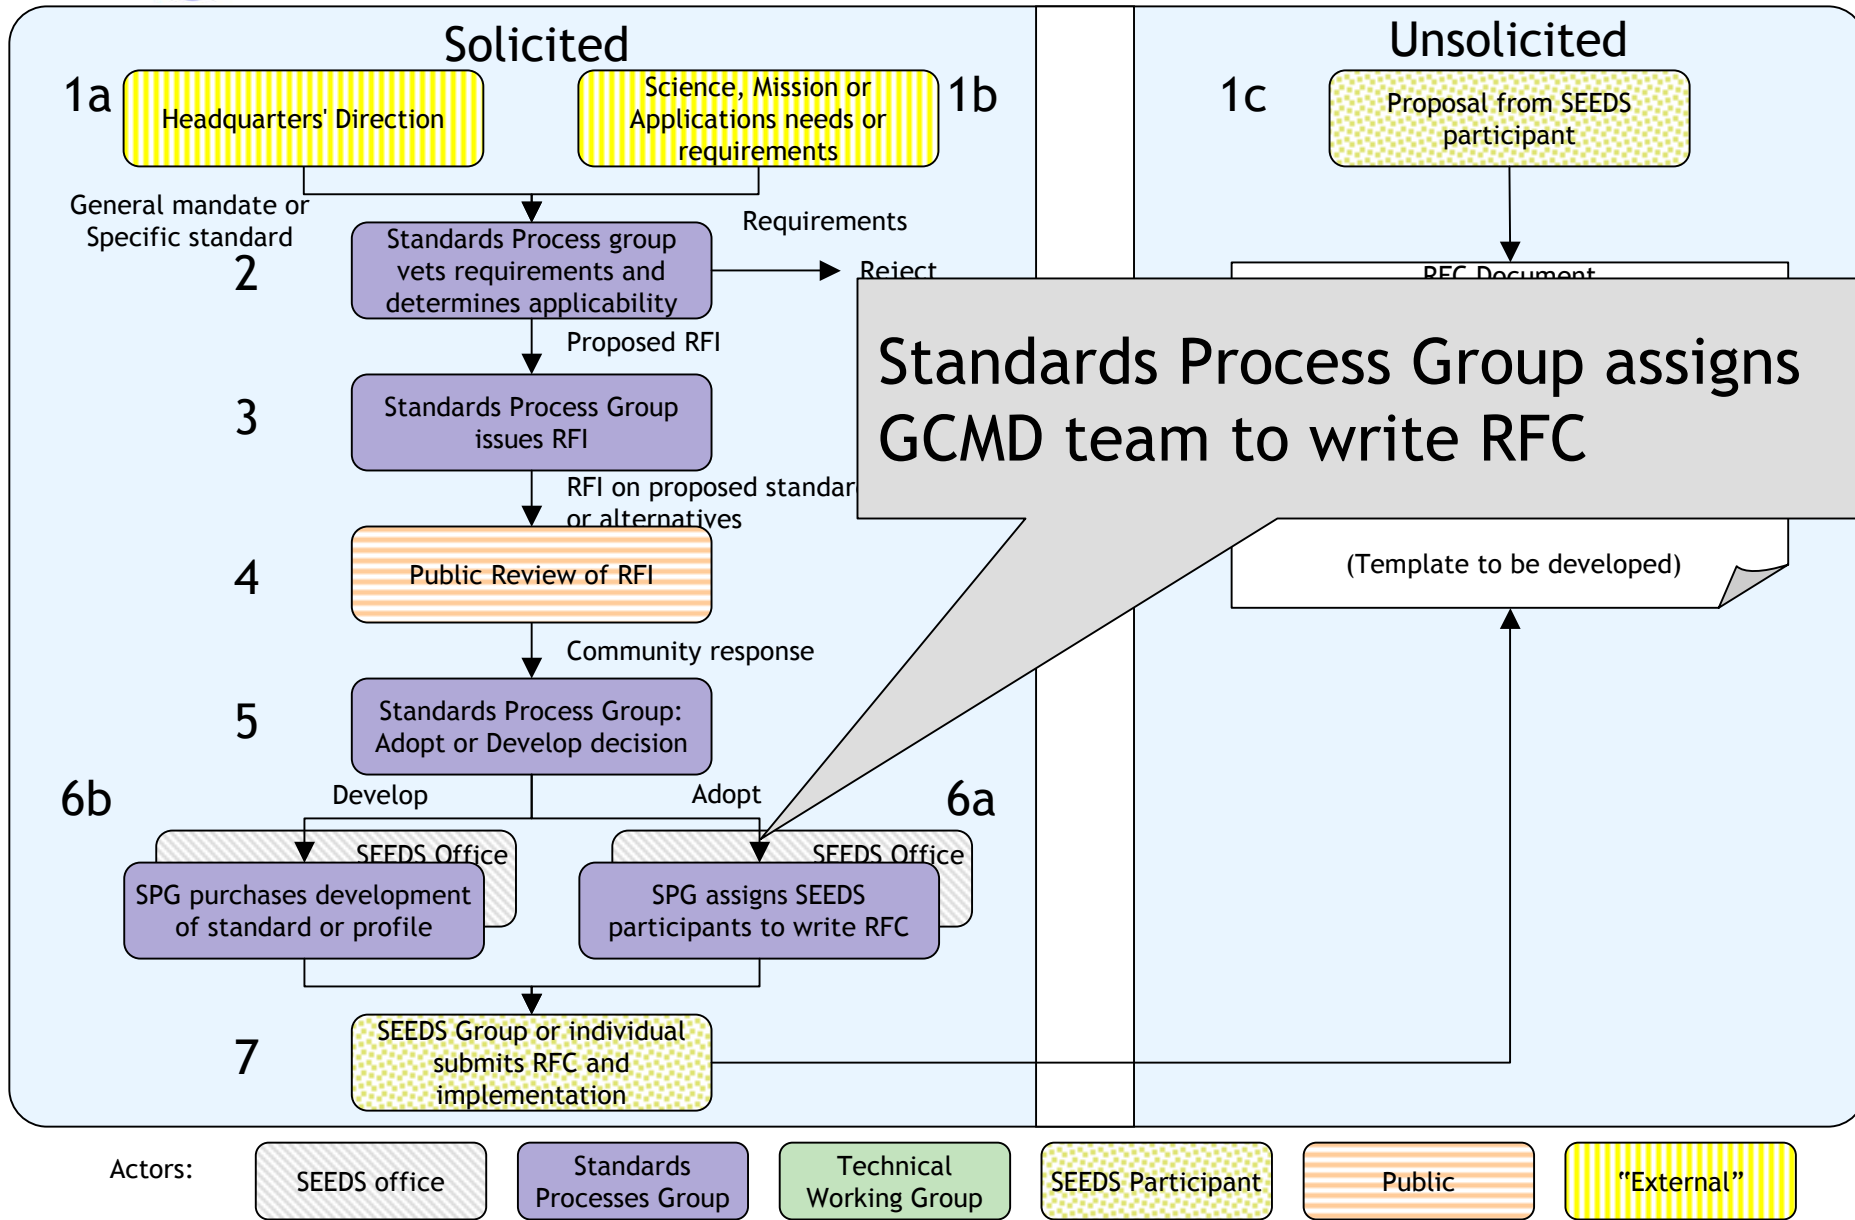 Solicited
Unsolicited
1a
Headquarters' Direction
Science, Mission or
Applications needs or
requirements
1b
1c
Proposal from SEEDS
participant
General mandate or
Specific standard
2
Standards Process group
vets requirements and
determines applicability
Requirements
Reject
RFC Document
Proposed RFI
Standards Process Group assigns
GCMD team to write RFC
3
Standards Process Group
issues RFI
RFI on proposed standar
or alternatives
4
Public Review of RFI
(Template to be developed)
Community response
5
Standards Process Group:
Adopt or Develop decision
6b
Develop
Adopt
6a
SEEDS Office
SPG purchases development
of standard or profile
SEEDS Office
SPG assigns SEEDS
participants to write RFC
7
SEEDS Group or individual
submits RFC and
implementation
Actors:
SEEDS office
Standards
Processes Group
Technical
Working Group
SEEDS Participant
Public
“External”